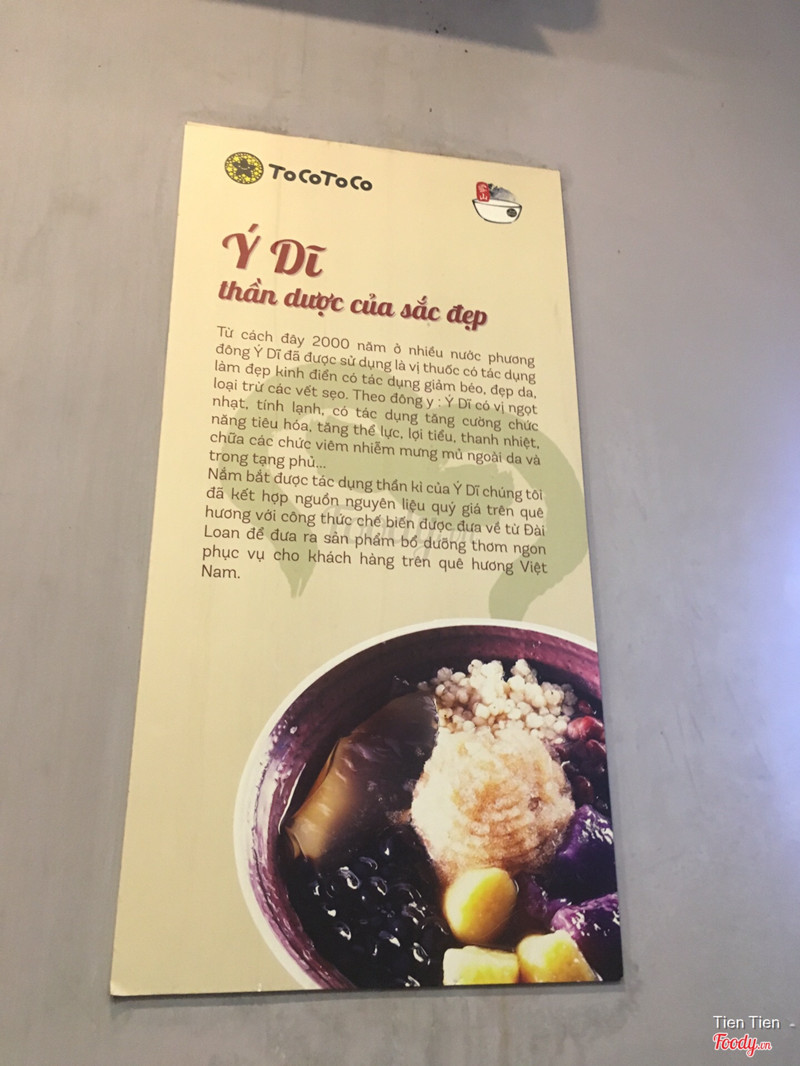 ToCoToCo
Ý Dĩ
thần dược của sắc đẹp
Từ cách đây 2000 năm ở nhiều nước phương
đông Ý Dĩ đã được sử dụng là vị thuốc có tác dụng
làm đẹp kinh điển có tác dụng giảm béo, đẹp da,
loại trừ các vết sẹo. Theo đông y : Ý Dĩ có vị ngọt
nhạt, tính lạnh, có tác dụng tăng cường chức
năng tiêu hóa, tăng thể lực, lợi tiểu, thanh nhiệt,
chữa các chức viêm nhiễm mưng mủ ngoài da và
trong tạng phủ...
Nắm bắt được tác dụng thần kì của Ý Dĩ chúng tôi
đã kết hợp nguồn nguyên liệu quý giá trên quê
hương với công thức chế biến được đưa về từ Đài
Loan để đưa ra sản phẩm bổ dưỡng thơm ngon
phục vụ cho khách hàng trên quê hương Việt
Nam.
Foody.vn
Tien Tien
Foody.vn